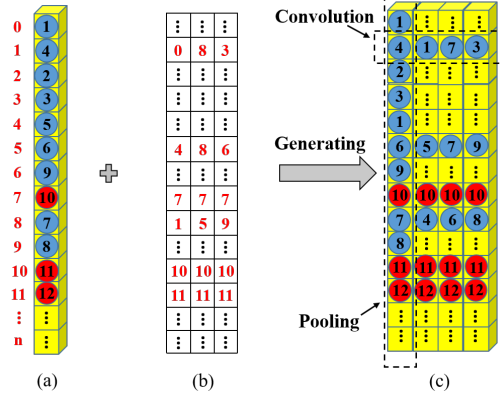 Convolution
0 1 ⋮ ⋮ ⋮ 1 ⋮ ⋮ ⋮
1 4 0 8 3 4 1 7 3
2 2 ⋮ ⋮ ⋮ 2 ⋮ ⋮ ⋮
3 3 ⋮ ⋮ ⋮ 3 ⋮ ⋮ ⋮
4 5 ⋮ ⋮ ⋮ 1 ⋮ ⋮ ⋮
5 6 4 8 6 Generating 6 5 7 9
6 9 ⋮ ⋮ ⋮ 9 ⋮ ⋮ ⋮
7 10 7 7 7 10 10 10 10
8 7 1 5 9 7 4 6 8
9 8 ⋮ ⋮ ⋮ 8 ⋮ ⋮ ⋮
10 11 10 10 10 11 11 11 11
11 12 11 11 11 12 12 12 12
⋮ ⋮ ⋮ ⋮ ⋮ Pooling ⋮ ⋮ ⋮ ⋮
n ⋮ ⋮ ⋮ ⋮ ⋮ ⋮ ⋮ ⋮
(a) (b) (c)